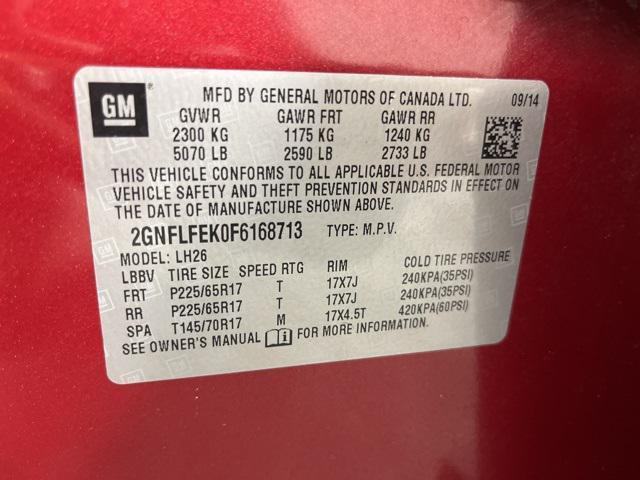 GM
MFD BY GENERAL MOTORS OF CANADA LTD. 09/14
GVWR GAWR FRT GAWR RR
2300 KG 1175 KG 1240 KG
5070 LB 2590 LB 2733 LB
THIS VEHICLE CONFORMS TO ALL APPLICABLE U.S. FEDERAL MOTOR
VEHICLE SAFETY AND THEFT PREVENTION STANDARDS IN EFFECT ON
THE DATE OF MANUFACTURE SHOWN ABOVE.
2GNFLFEK0F6168713 TYPE: M.P.V.
MODEL: LH26
LBBV TIRE SIZE SPEED RTG RIM COLD TIRE PRESSURE
FRT P225/65R17 T 17X7J 240KPA(35PSI)
RR P225/65R17 T 17X7J 240KPA(35PSI)
SPA T145/70R17 M 17X4.5T 420KPA(60PSI)
SEE OWNER'S MANUAL FOR MORE INFORMATION.